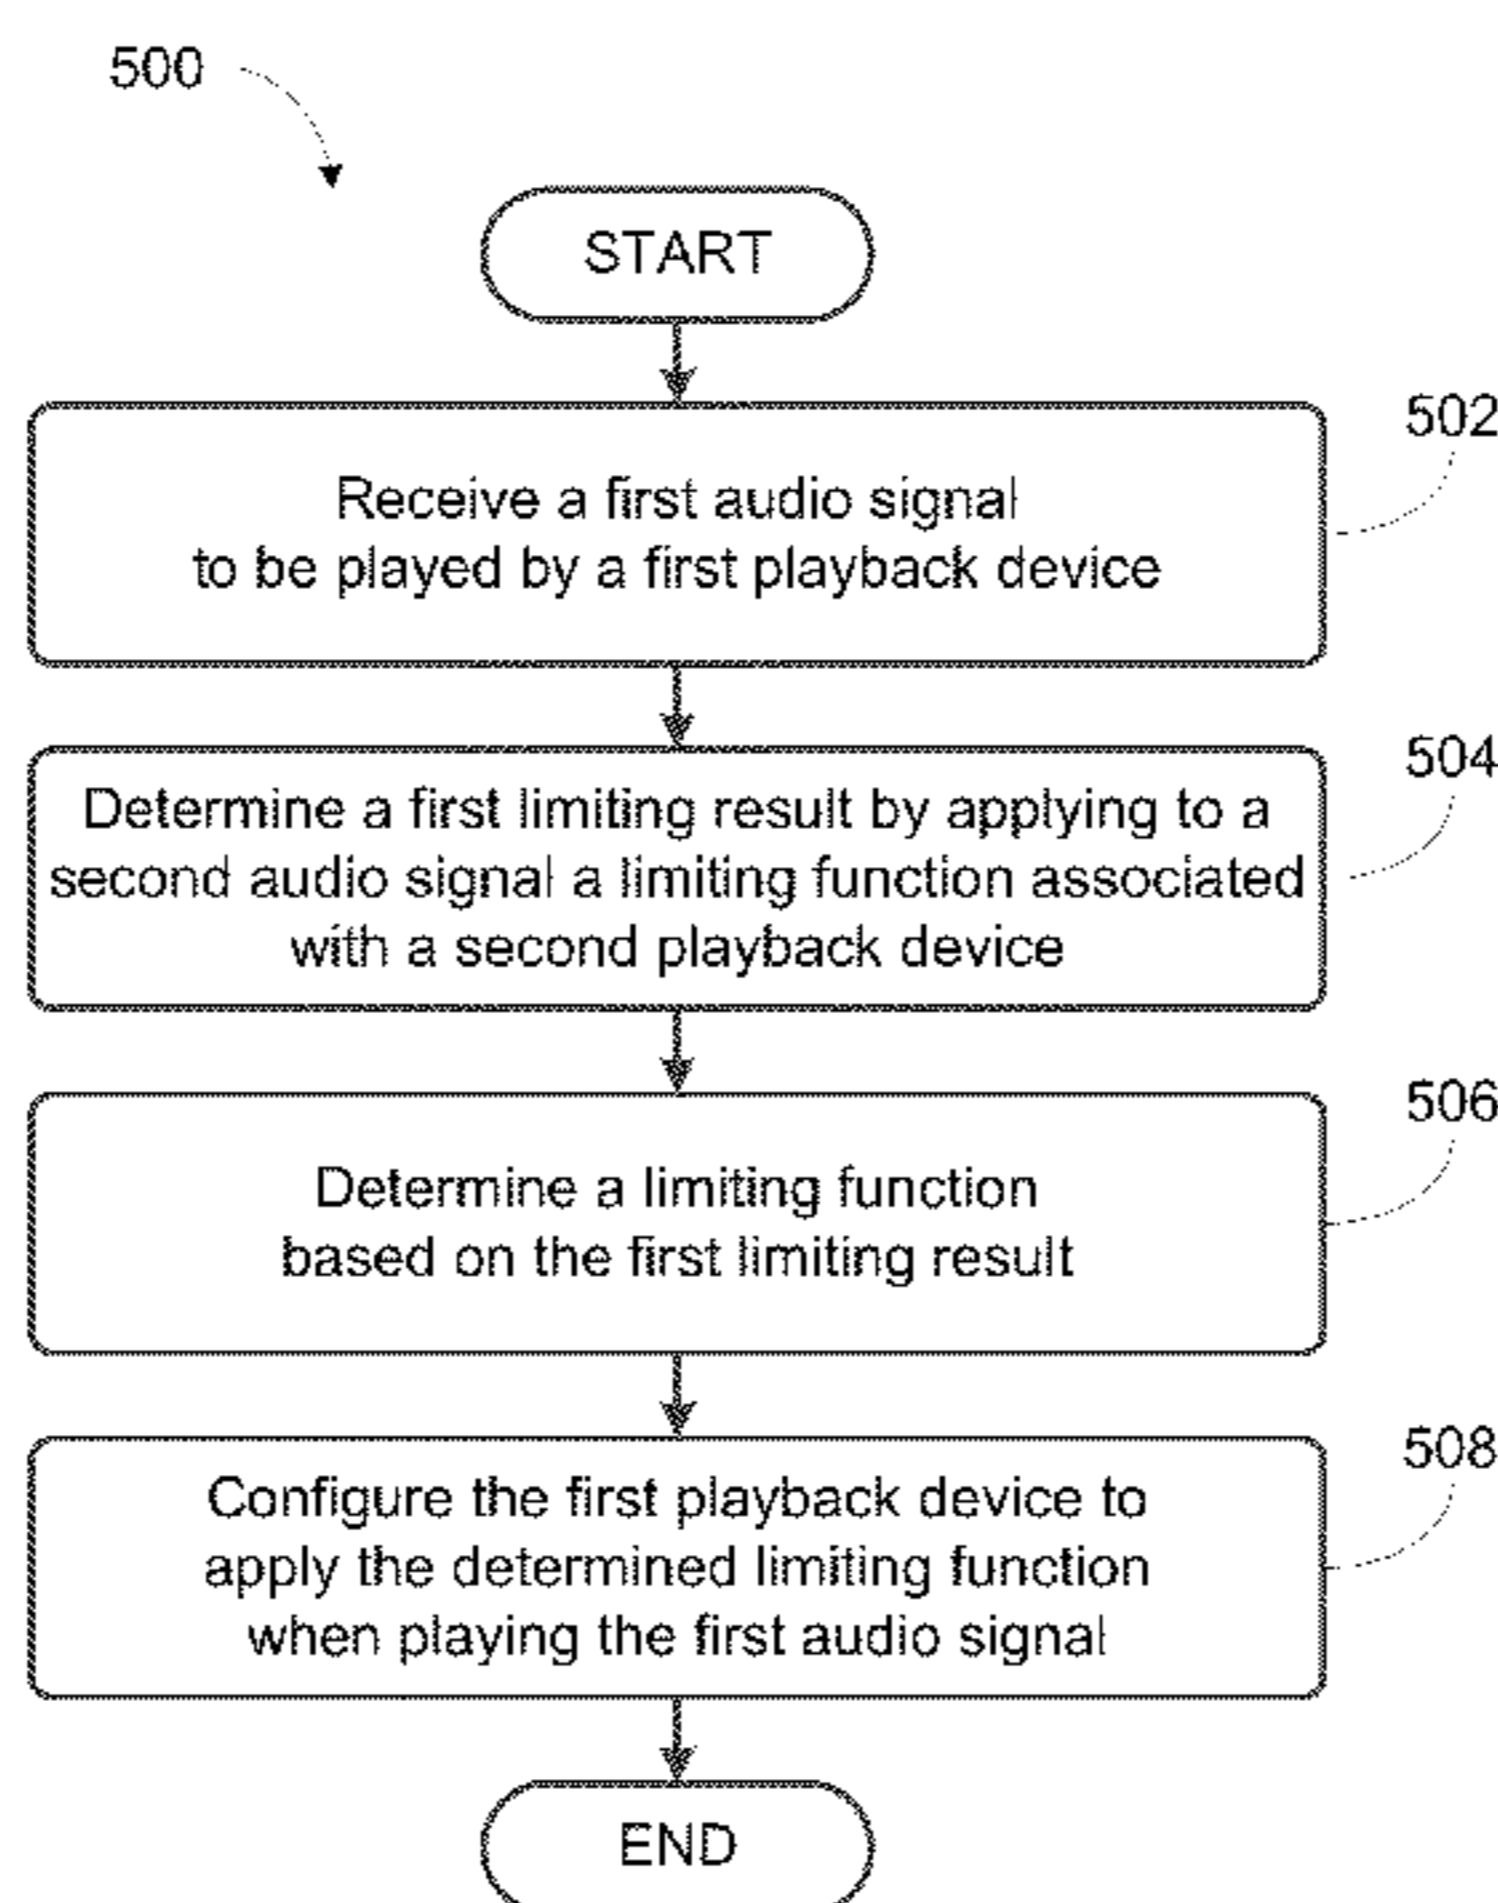 500
START
502
Receive a first audio signal
to be played by a first playback device
504
Determine a first limiting result by applying to a
second audio signal a limiting function associated
with a second playback device
506
Determine a limiting function
based on the first limiting result
508
Configure the first playback device to
apply the determined limiting function
when playing the first audio signal
END